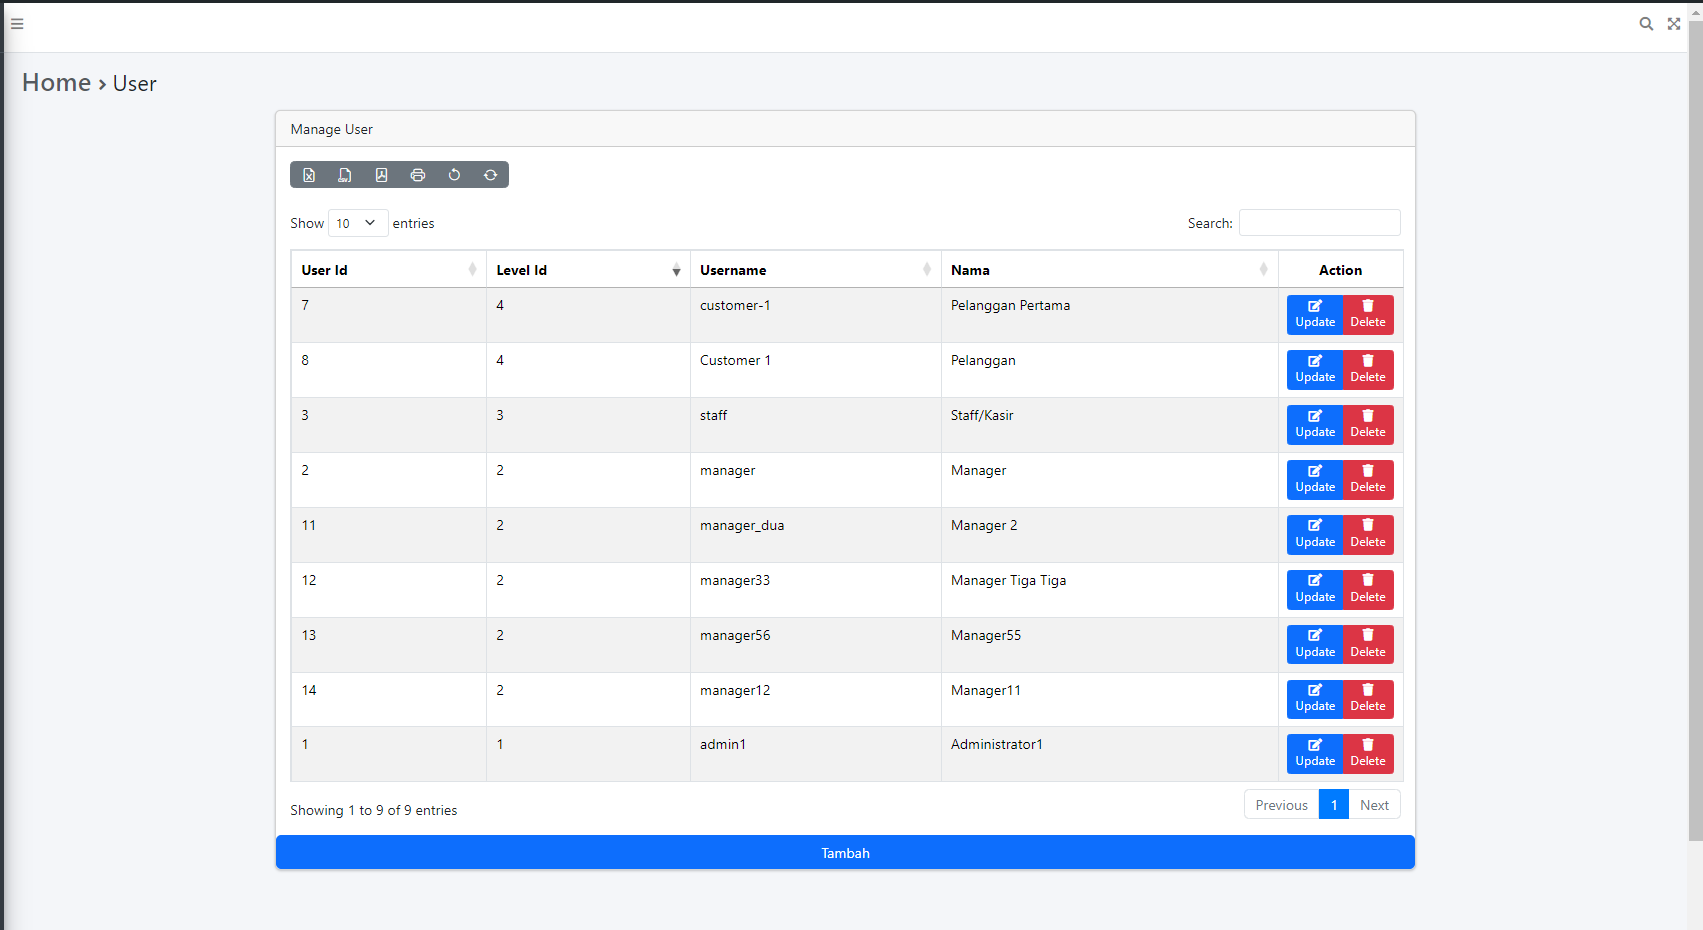 Home › User
Manage User
Show 10 entries
Search:
User Id Level Id Username Nama Action
7 4 customer-1 Pelanggan Pertama Update Delete
8 4 Customer 1 Pelanggan Update Delete
3 3 staff Staff/Kasir Update Delete
2 2 manager Manager Update Delete
11 2 manager_dua Manager 2 Update Delete
12 2 manager33 Manager Tiga Tiga Update Delete
13 2 manager56 Manager55 Update Delete
14 2 manager12 Manager11 Update Delete
1 1 admin1 Administrator1 Update Delete
Showing 1 to 9 of 9 entries
Previous 1 Next
Tambah